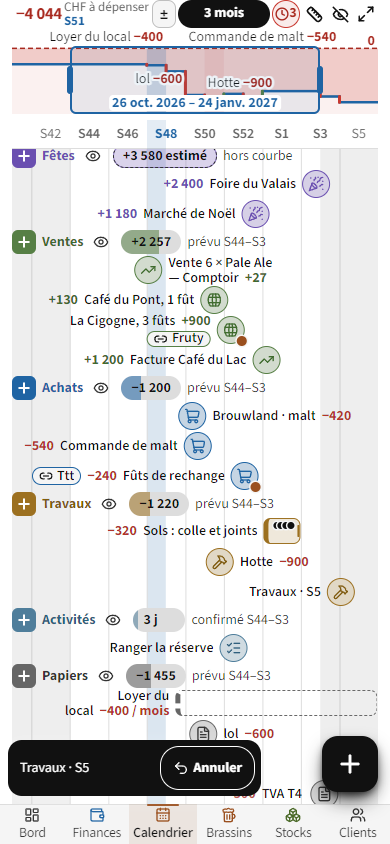 −4 044 CHF à dépenser S51 ± 3 mois 3
Loyer du local −400 Commande de malt −540 0
lol −600 Hotte −900
26 oct. 2026 – 24 janv. 2027
S42 S44 S46 S48 S50 S52 S1 S3 S5
Fêtes +3 580 estimé hors courbe
+2 400 Foire du Valais
+1 180 Marché de Noël
Ventes +2 257 prévu S44–S3
Vente 6 × Pale Ale
— Comptoir +27
+130 Café du Pont, 1 fût
La Cigogne, 3 fûts +900
Fruty
+1 200 Facture Café du Lac
Achats −1 200 prévu S44–S3
Brouwland · malt −420
−540 Commande de malt
Ttt −240 Fûts de rechange
Travaux −1 220 prévu S44–S3
−320 Sols : colle et joints
Hotte −900
Travaux · S5
Activités 3 j confirmé S44–S3
Ranger la réserve
Papiers −1 455 prévu S44–S3
Loyer du
local −400 / mois
lol −600
Travaux · S5 Annuler
TVA T4
Bord Finances Calendrier Brassins Stocks Clients